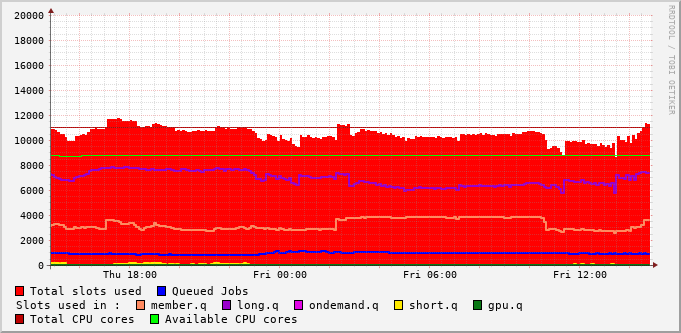 20000
18000
16000
14000
12000
10000
8000
6000
4000
2000
0
Thu 18:00 Fri 00:00 Fri 06:00 Fri 12:00
Total slots used Queued Jobs
Slots used in : member.q long.q ondemand.q short.q gpu.q
Total CPU cores Available CPU cores
RRDTOOL / TOBI OETIKER